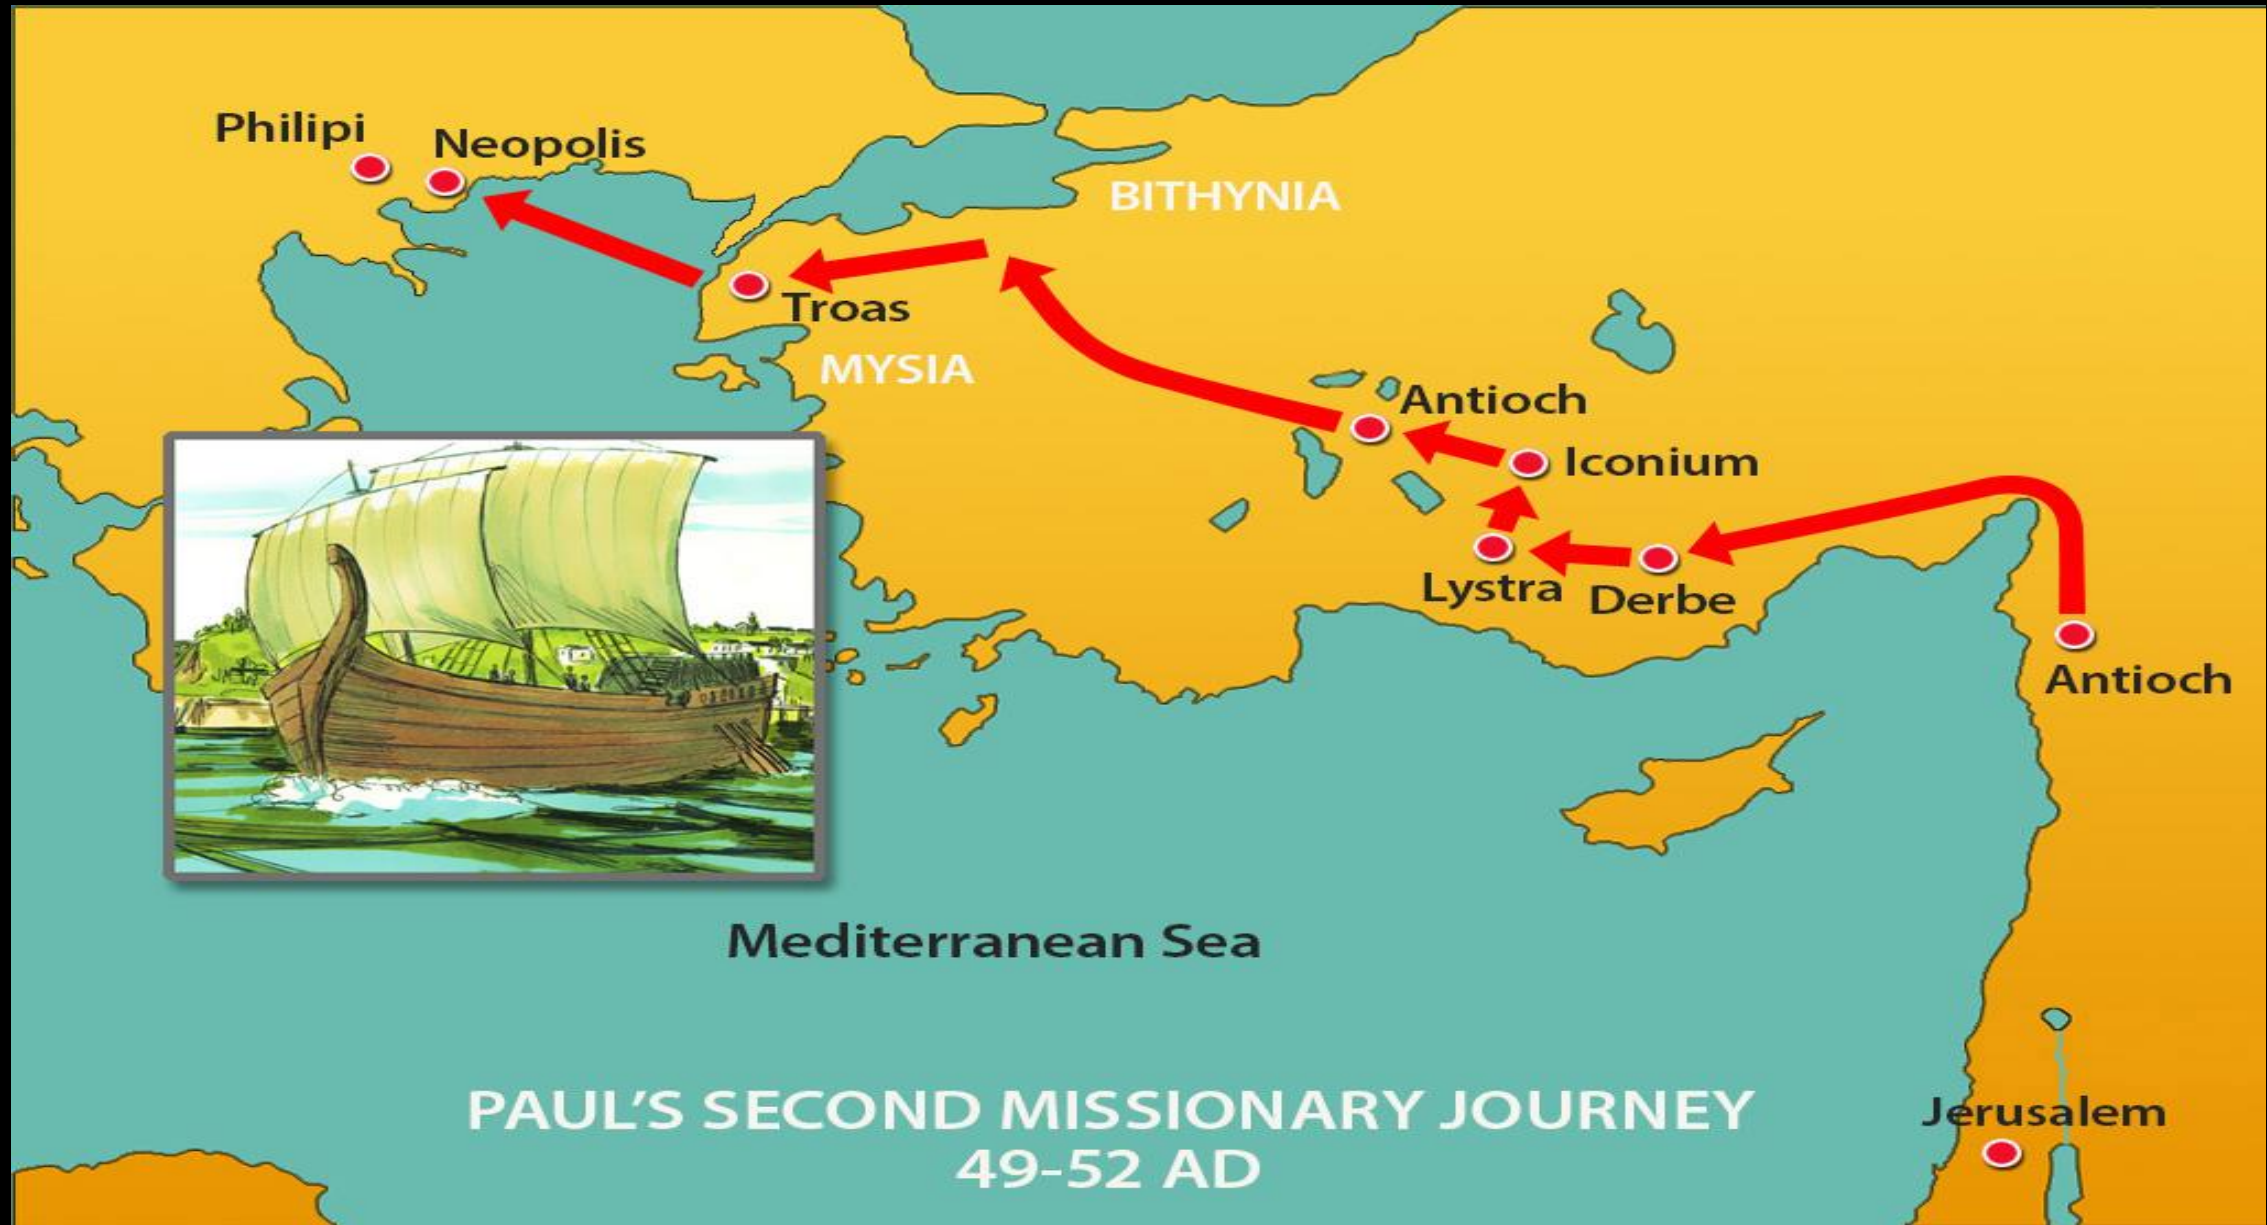 Philipi
Neopolis
BITHYNIA
Troas
MYSIA
Antioch
Iconium
Lystra
Derbe
Antioch
Mediterranean Sea
PAUL'S SECOND MISSIONARY JOURNEY
49-52 AD
Jerusalem